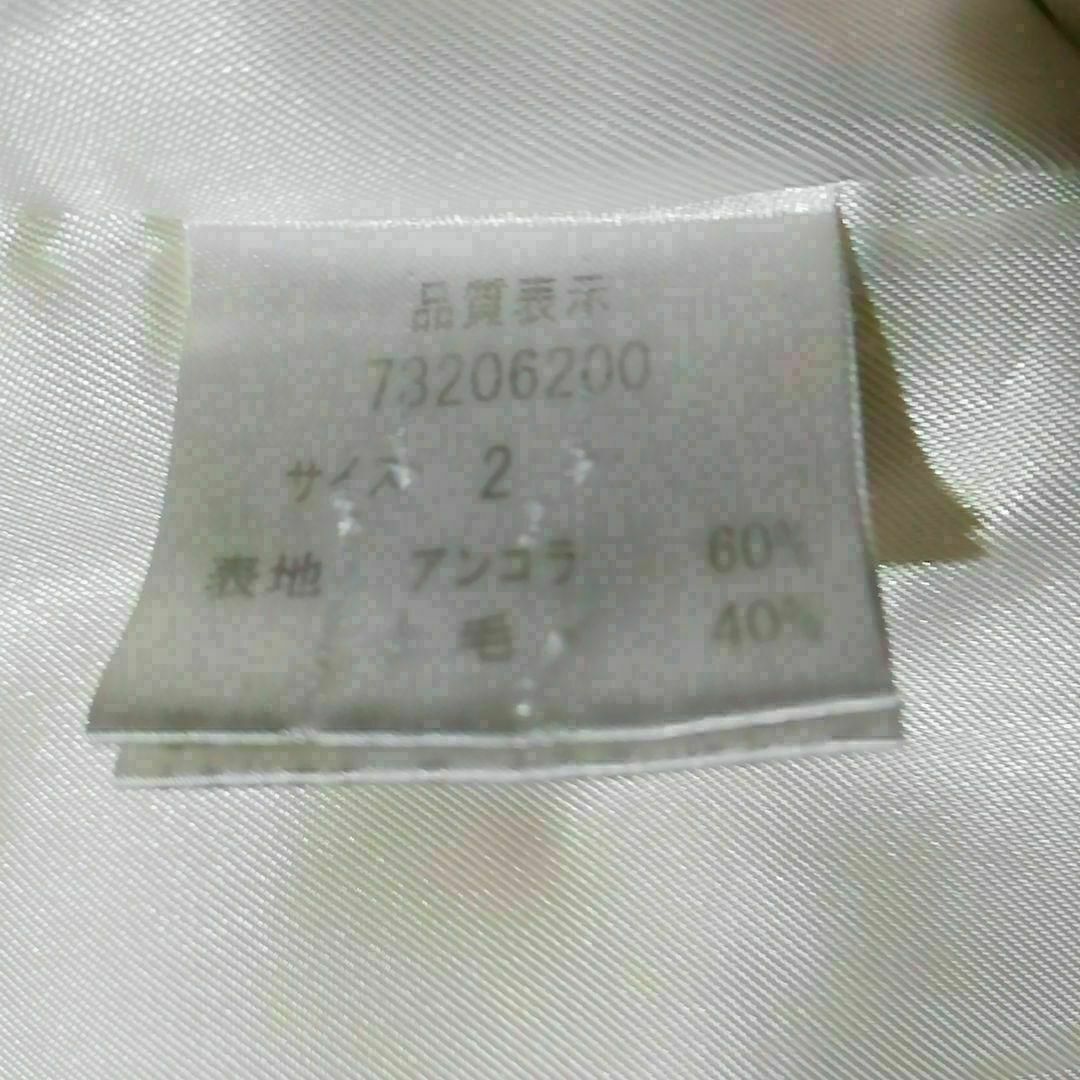 品質表示
73206200
サイズ 2
表地 アンゴラ 60%
毛 40%